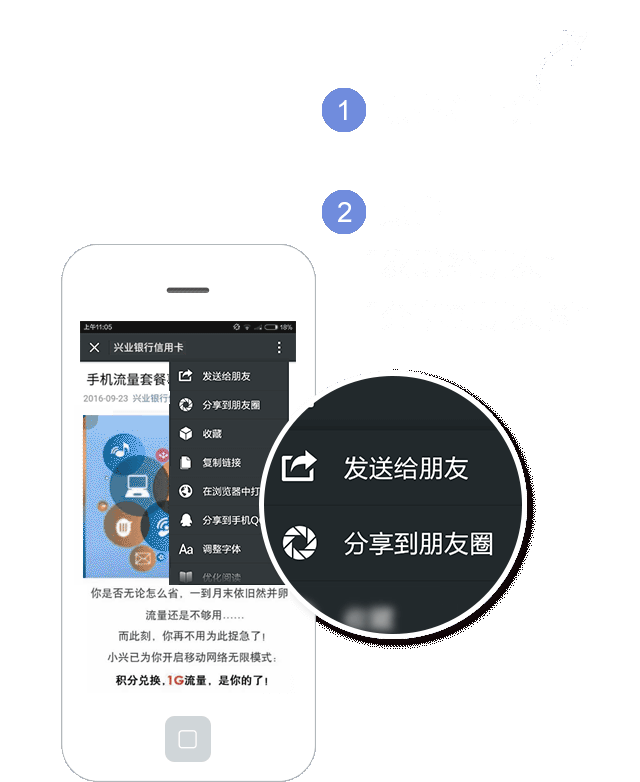 1
2
上午11:05
18%
兴业银行信用卡
手机流量套餐
2016-09-23 兴业银行
发送给朋友
分享到朋友圈
收藏
复制链接
在浏览器中打
分享到手机Q
Aa 调整字体
优化阅读
发送给朋友
分享到朋友圈
你是否无论怎么省，一到月末依旧然并卵
流量还是不够用......
而此刻，你再不用为此捉急了!
小兴已为你开启移动网络无限模式:
积分兑换,1G流量，是你的了!